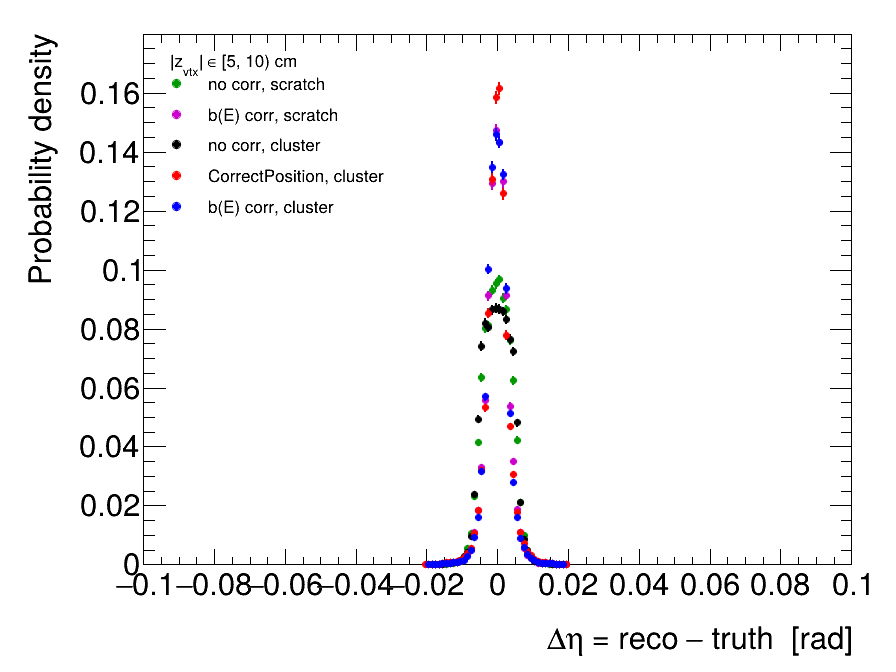 Probability density
|z_vtx| ∈ [5, 10) cm
no corr, scratch
b(E) corr, scratch
no corr, cluster
CorrectPosition, cluster
b(E) corr, cluster
0.16
0.14
0.12
0.1
0.08
0.06
0.04
0.02
0
−0.1 −0.08 −0.06 −0.04 −0.02 0 0.02 0.04 0.06 0.08 0.1
Δη = reco − truth [rad]